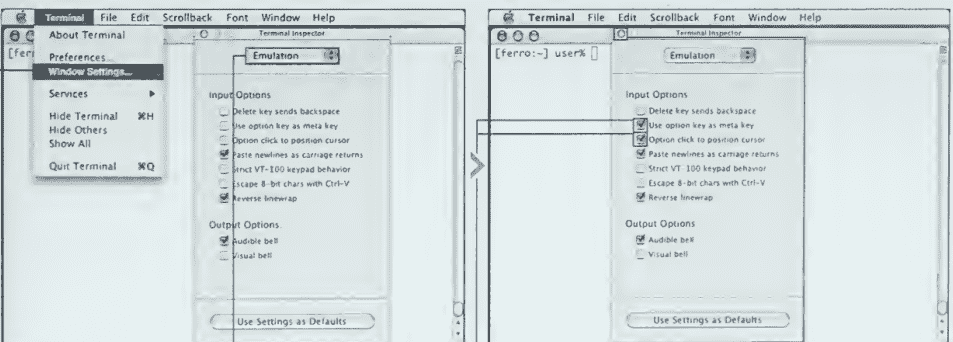 Terminal File Edit Scrollback Font Window Help
Terminal Inspector
About Terminal
[fer
Emulation
Preferences...
Window Settings...
Services
Hide Terminal ⌘H
Hide Others
Show All
Quit Terminal ⌘Q
Input Options
Delete key sends backspace
Use option key as meta key
Option click to position cursor
Paste newlines as carriage returns
Strict VT-100 keypad behavior
Escape 8-bit chars with Ctrl-V
Reverse linewrap
Output Options
Audible bell
Visual bell
Use Settings as Defaults
Terminal File Edit Scrollback Font Window Help
Terminal Inspector
[ferro:~] user%
Emulation
Input Options
Delete key sends backspace
Use option key as meta key
Option click to position cursor
Paste newlines as carriage returns
Strict VT-100 keypad behavior
Escape 8-bit chars with Ctrl-V
Reverse linewrap
Output Options
Audible bell
Visual bell
Use Settings as Defaults